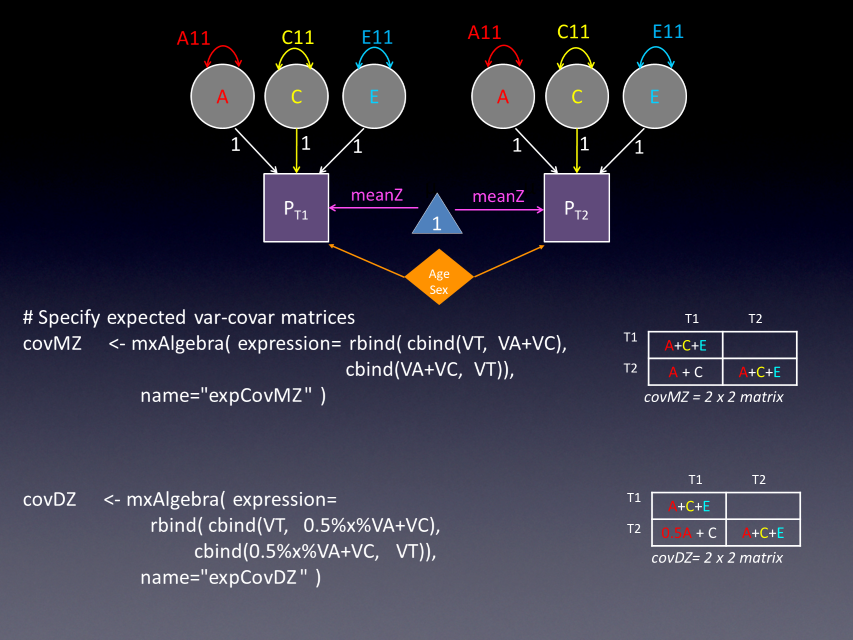 A11 C11 E11 A11 C11 E11
A C E A C E
1 1 1 1 1 1
meanZ meanZ
P T1 1 P T2
Age
Sex
# Specify expected var-covar matrices
covMZ <- mxAlgebra( expression= rbind( cbind(VT, VA+VC),
cbind(VA+VC, VT)),
name="expCovMZ" )
T1 T2
T1 A+C+E
T2 A + C A+C+E
covMZ = 2 x 2 matrix
covDZ <- mxAlgebra( expression=
rbind( cbind(VT, 0.5%x%VA+VC),
cbind(0.5%x%VA+VC, VT)),
name="expCovDZ" )
T1 T2
T1 A+C+E
T2 0.5A + C A+C+E
covDZ= 2 x 2 matrix